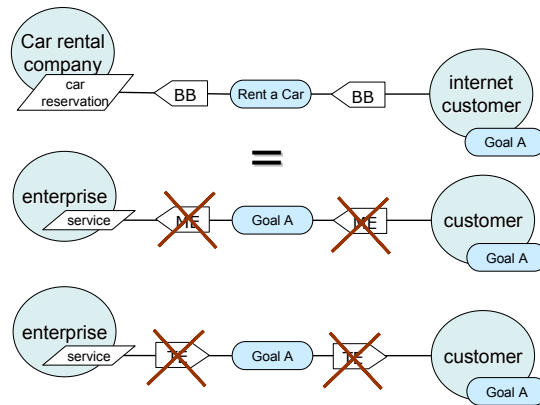 Car rental
company
car
reservation
BB
Rent a Car
BB
internet
customer
Goal A
=
enterprise
service
ME
Goal A
ME
customer
Goal A
enterprise
service
TE
Goal A
TE
customer
Goal A